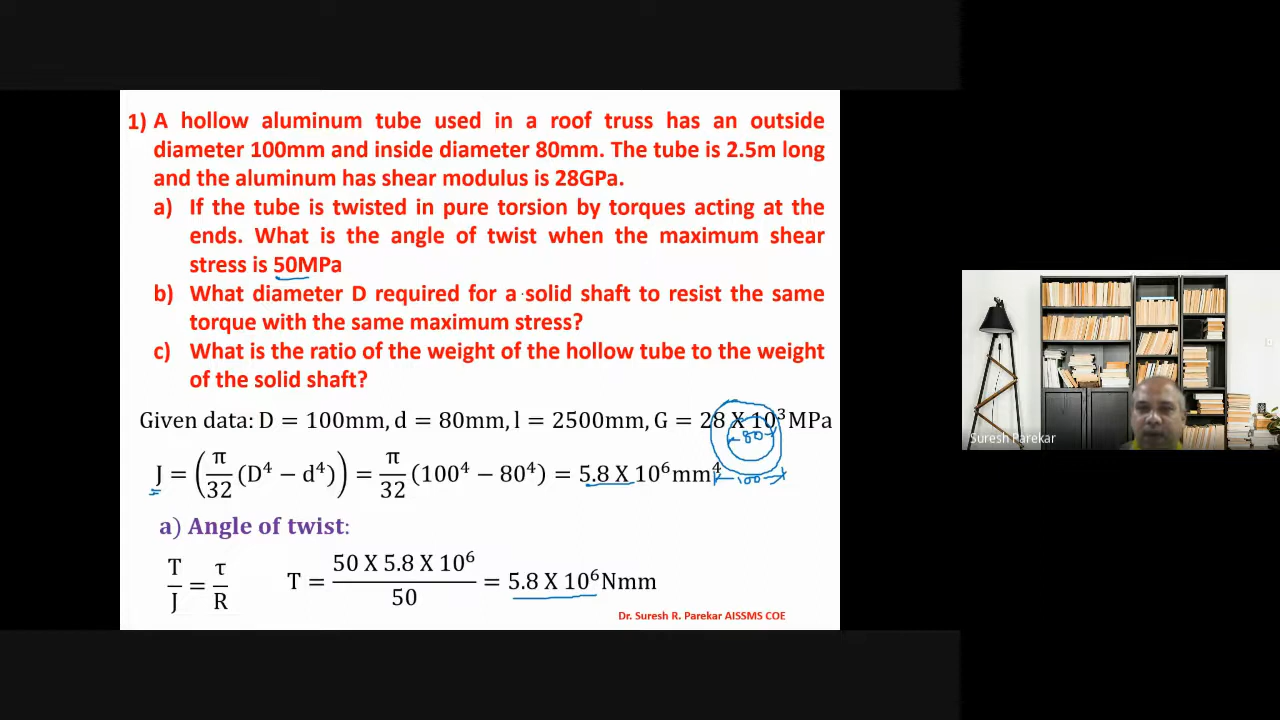 1) A hollow aluminum tube used in a roof truss has an outside
diameter 100mm and inside diameter 80mm. The tube is 2.5m long
and the aluminum has shear modulus is 28GPa.
a) If the tube is twisted in pure torsion by torques acting at the
ends. What is the angle of twist when the maximum shear
stress is 50MPa
b) What diameter D required for a solid shaft to resist the same
torque with the same maximum stress?
c) What is the ratio of the weight of the hollow tube to the weight
of the solid shaft?
Given data: D = 100mm, d = 80mm, l = 2500mm, G = 28 X 10³MPa
80
J = (π/32 (D⁴ − d⁴)) = π/32 (100⁴ − 80⁴) = 5.8 X 10⁶mm⁴
100
a) Angle of twist:
T/J = τ/R T = 50 X 5.8 X 10⁶/50 = 5.8 X 10⁶Nmm
Dr. Suresh R. Parekar AISSMS COE
Suresh Parekar